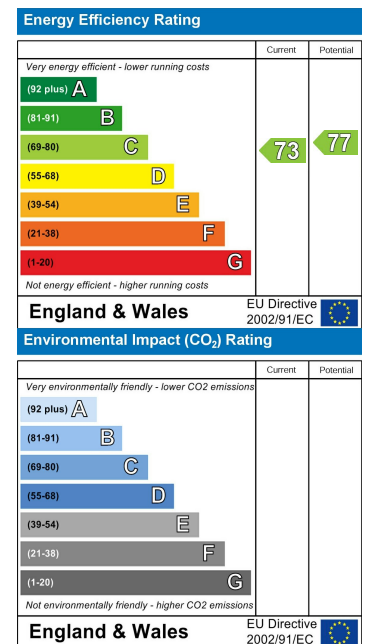 Energy Efficiency Rating
Current Potential
Very energy efficient - lower running costs
(92 plus) A
(81-91) B
(69-80) C
73 77
(55-68) D
(39-54) E
(21-38) F
(1-20) G
Not energy efficient - higher running costs
England & Wales
EU Directive
2002/91/EC
Environmental Impact (CO2) Rating
Current Potential
Very environmentally friendly - lower CO2 emissions
(92 plus) A
(81-91) B
(69-80) C
(55-68) D
(39-54) E
(21-38) F
(1-20) G
Not environmentally friendly - higher CO2 emissions
England & Wales
EU Directive
2002/91/EC